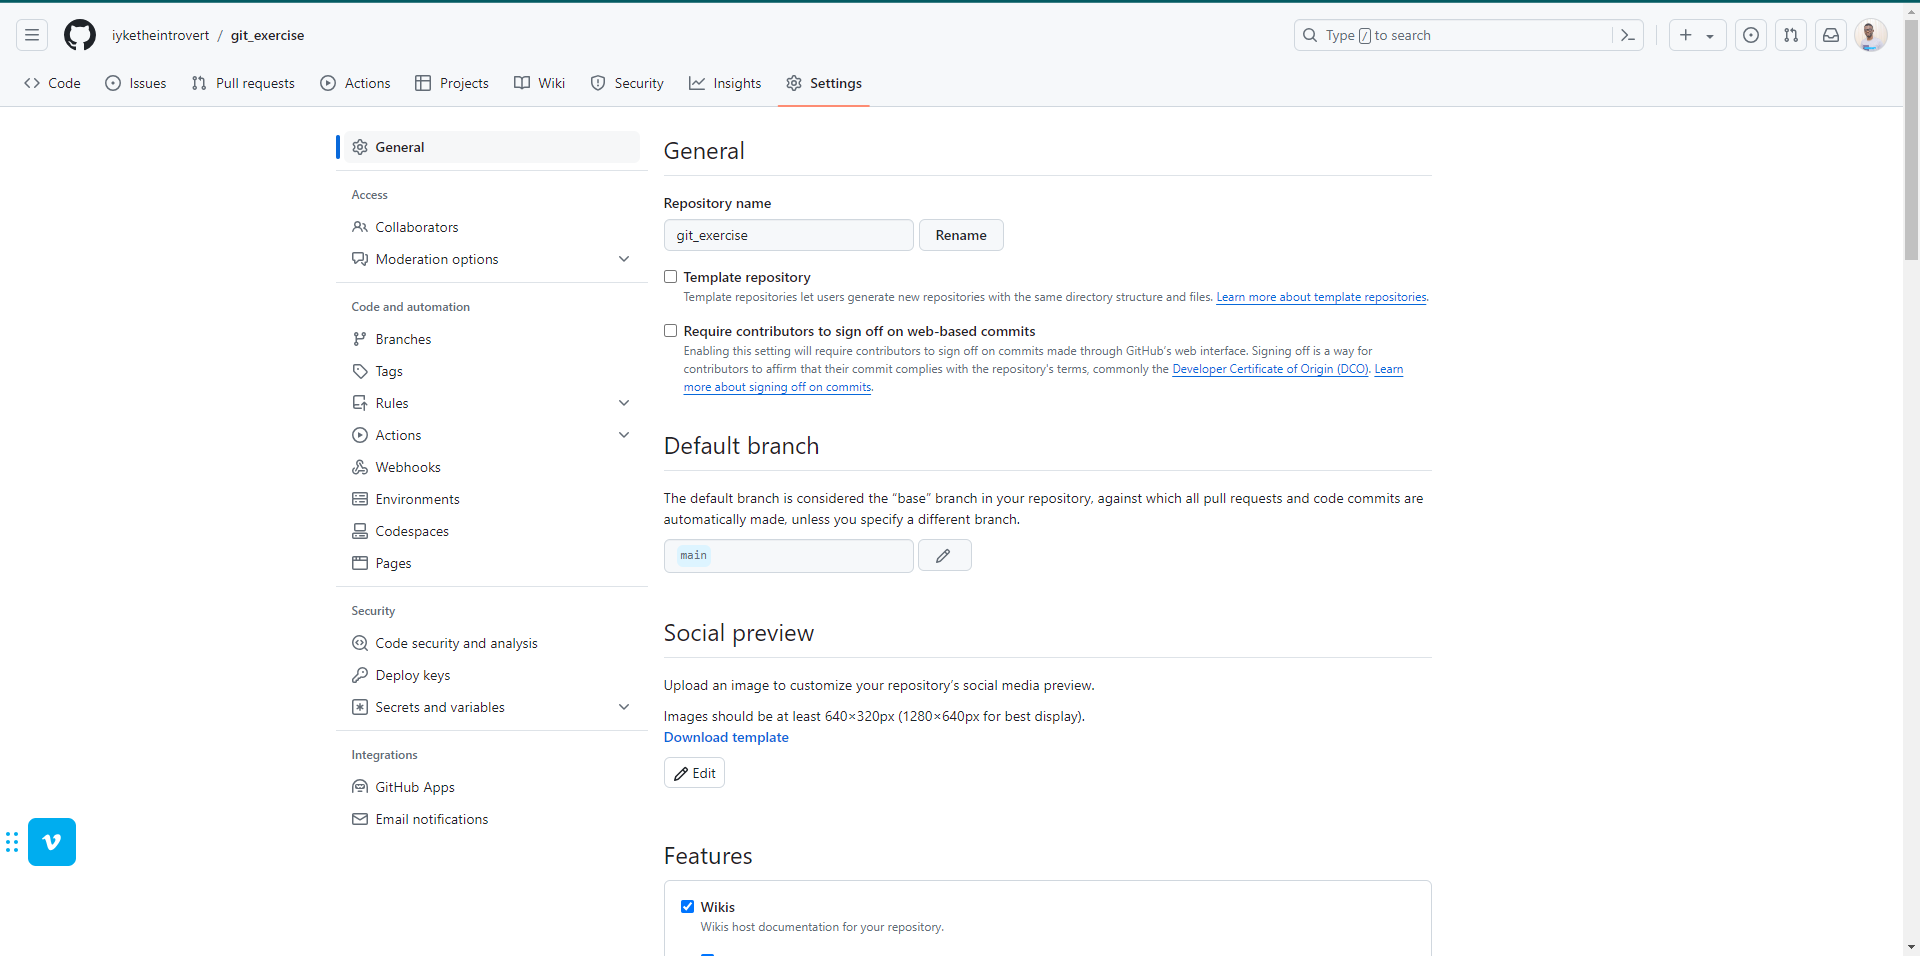 iyketheintrovert / git_exercise
Type / to search
Code Issues Pull requests Actions Projects Wiki Security Insights Settings
General
Access
Collaborators
Moderation options
Code and automation
Branches
Tags
Rules
Actions
Webhooks
Environments
Codespaces
Pages
Security
Code security and analysis
Deploy keys
Secrets and variables
Integrations
GitHub Apps
Email notifications
General
Repository name
git_exercise Rename
Template repository
Template repositories let users generate new repositories with the same directory structure and files. Learn more about template repositories.
Require contributors to sign off on web-based commits
Enabling this setting will require contributors to sign off on commits made through GitHub’s web interface. Signing off is a way for
contributors to affirm that their commit complies with the repository's terms, commonly the Developer Certificate of Origin (DCO). Learn
more about signing off on commits.
Default branch
The default branch is considered the “base” branch in your repository, against which all pull requests and code commits are
automatically made, unless you specify a different branch.
main
Social preview
Upload an image to customize your repository’s social media preview.
Images should be at least 640×320px (1280×640px for best display).
Download template
Edit
Features
Wikis
Wikis host documentation for your repository.